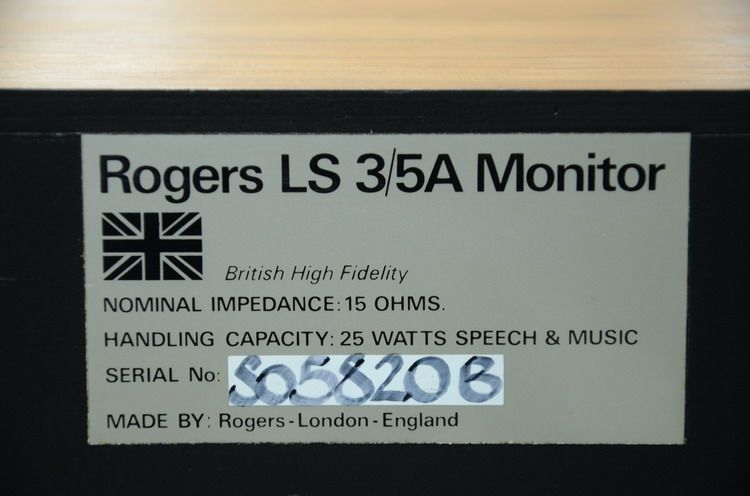 Rogers LS 3/5A Monitor
British High Fidelity
NOMINAL IMPEDANCE: 15 OHMS.
HANDLING CAPACITY: 25 WATTS SPEECH & MUSIC
SERIAL No: S05820B
MADE BY: Rogers - London - England